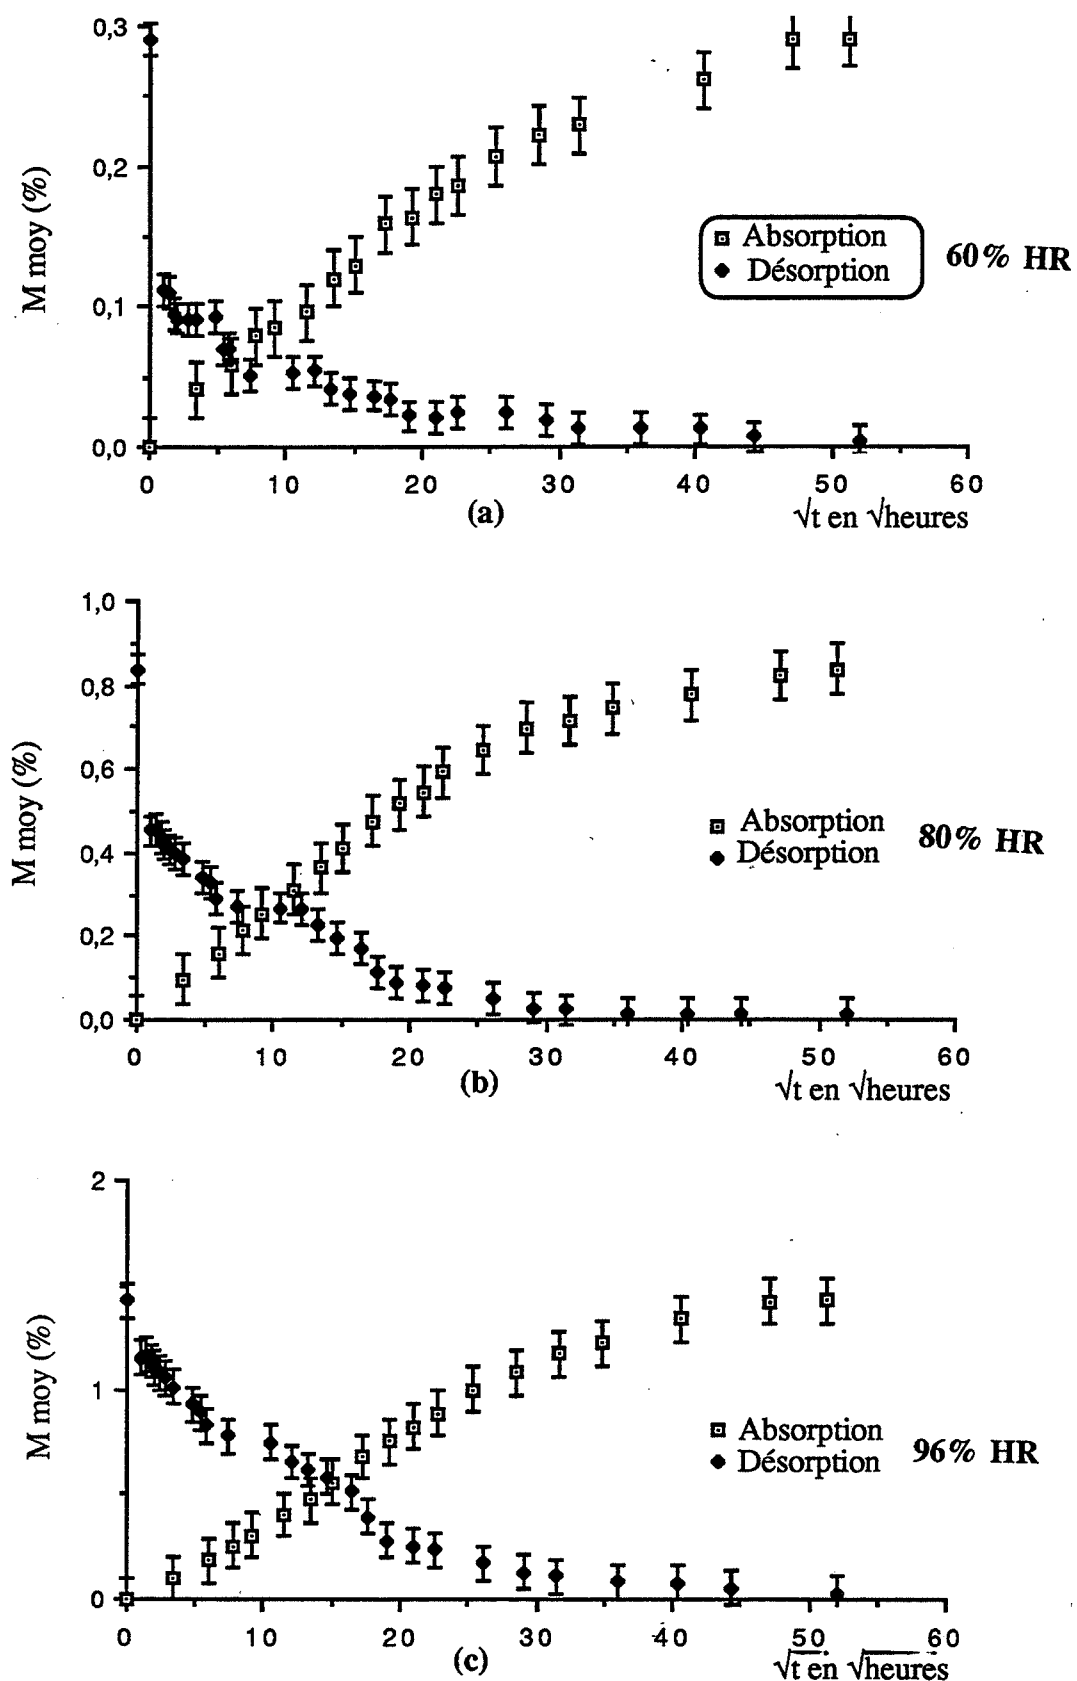 0,3
0,2
0,1
0,0
M moy (%)
Absorption
Désorption
60% HR
0 10 20 30 40 50 60
(a)
√t en √heures
1,0
0,8
0,6
0,4
0,2
0,0
M moy (%)
Absorption
Désorption
80% HR
0 10 20 30 40 50 60
(b)
√t en √heures
2
1
0
M moy (%)
Absorption
Désorption
96% HR
0 10 20 30 40 50 60
(c)
√t en √heures